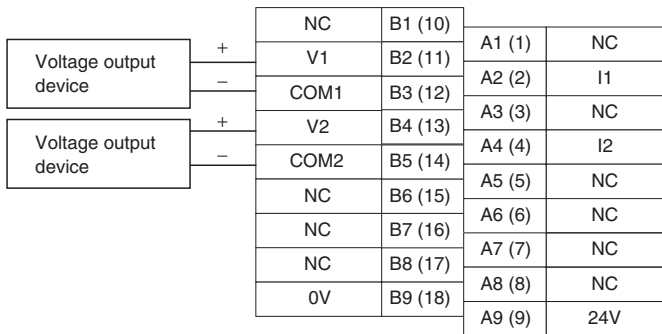 NC B1 (10)
A1 (1) NC
Voltage output
device
+
V1 B2 (11)
A2 (2) I1
−
COM1 B3 (12)
A3 (3) NC
Voltage output
device
+
V2 B4 (13)
A4 (4) I2
−
COM2 B5 (14)
A5 (5) NC
NC B6 (15)
A6 (6) NC
NC B7 (16)
A7 (7) NC
NC B8 (17)
A8 (8) NC
0V B9 (18)
A9 (9) 24V